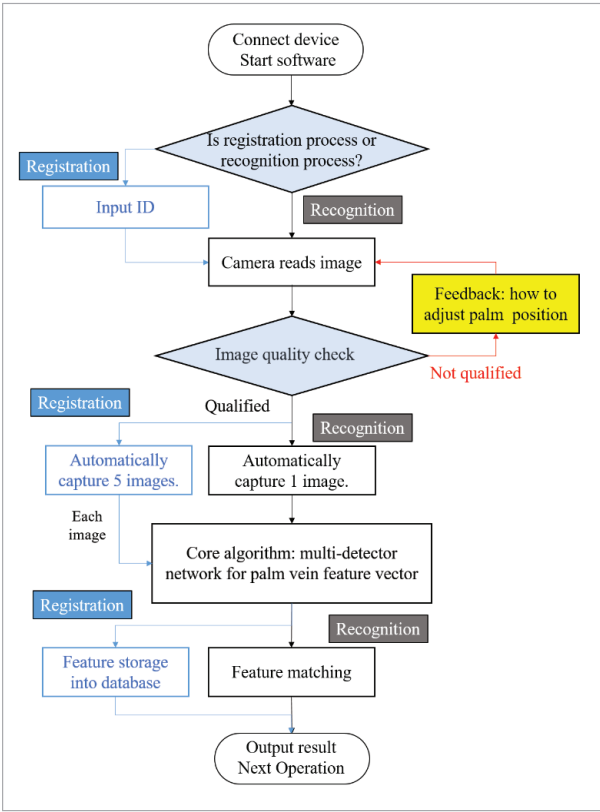 Connect device
Start software
Is registration process or
recognition process?
Registration
Input ID
Recognition
Camera reads image
Feedback: how to
adjust palm position
Image quality check
Not qualified
Registration
Qualified
Recognition
Automatically
capture 5 images.
Automatically
capture 1 image.
Each
image
Core algorithm: multi-detector
network for palm vein feature vector
Registration
Recognition
Feature storage
into database
Feature matching
Output result
Next Operation